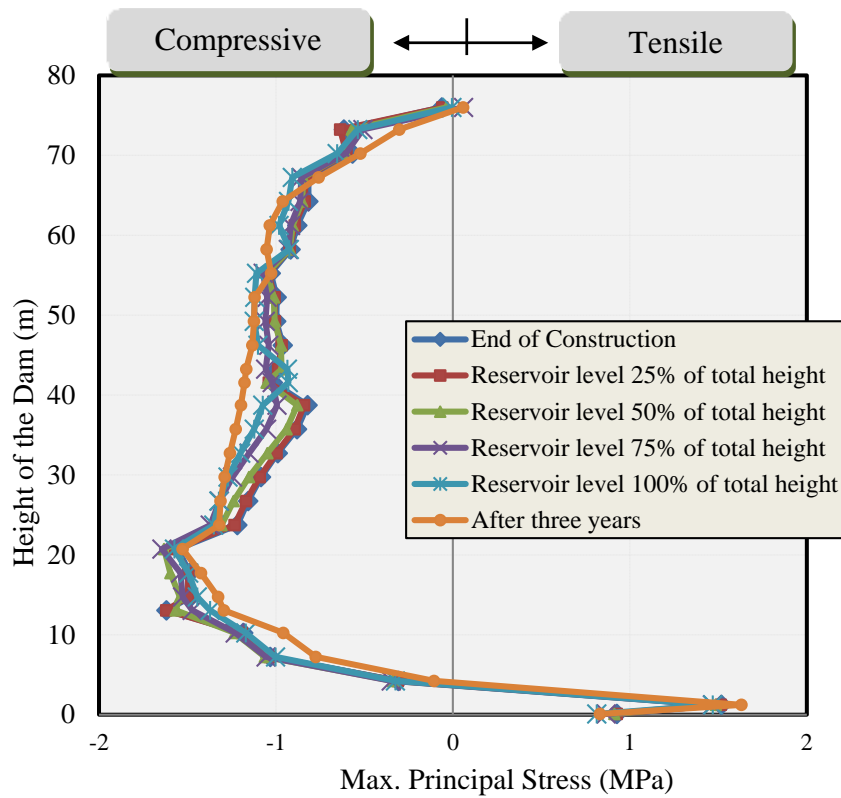 Compressive
Tensile
80
70
60
50
40
30
20
10
0
Height of the Dam (m)
End of Construction
Reservoir level 25% of total height
Reservoir level 50% of total height
Reservoir level 75% of total height
Reservoir level 100% of total height
After three years
-2 -1 0 1 2
Max. Principal Stress (MPa)